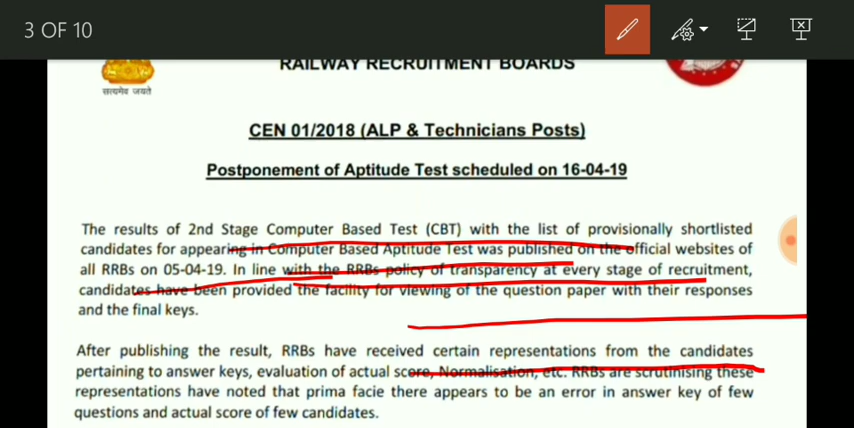 3 OF 10
RAILWAY RECRUITMENT BOARDS
सत्यमेव जयते
CEN 01/2018 (ALP & Technicians Posts)
Postponement of Aptitude Test scheduled on 16-04-19
The results of 2nd Stage Computer Based Test (CBT) with the list of provisionally shortlisted
candidates for appearing in Computer Based Aptitude Test was published on the official websites of
all RRBs on 05-04-19. In line with the RRBs policy of transparency at every stage of recruitment,
candidates have been provided the facility for viewing of the question paper with their responses
and the final keys.
After publishing the result, RRBs have received certain representations from the candidates
pertaining to answer keys, evaluation of actual score, Normalisation, etc. RRBs are scrutinising these
representations have noted that prima facie there appears to be an error in answer key of few
questions and actual score of few candidates.